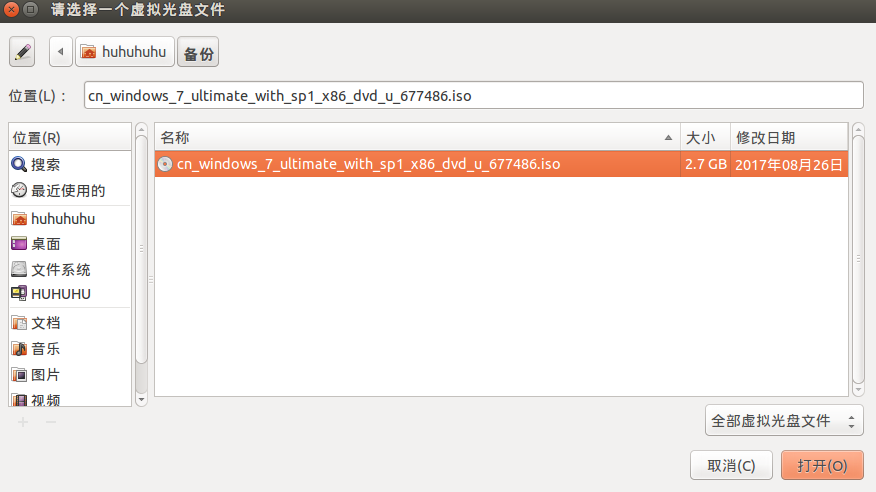 请选择一个虚拟光盘文件
huhuhuhu 备份
位置(L)： cn_windows_7_ultimate_with_sp1_x86_dvd_u_677486.iso
位置(R)
搜索
最近使用的
huhuhuhu
桌面
文件系统
HUHUHU
文档
音乐
图片
视频
名称 大小 修改日期
cn_windows_7_ultimate_with_sp1_x86_dvd_u_677486.iso 2.7 GB 2017年08月26日
全部虚拟光盘文件
取消(C) 打开(O)